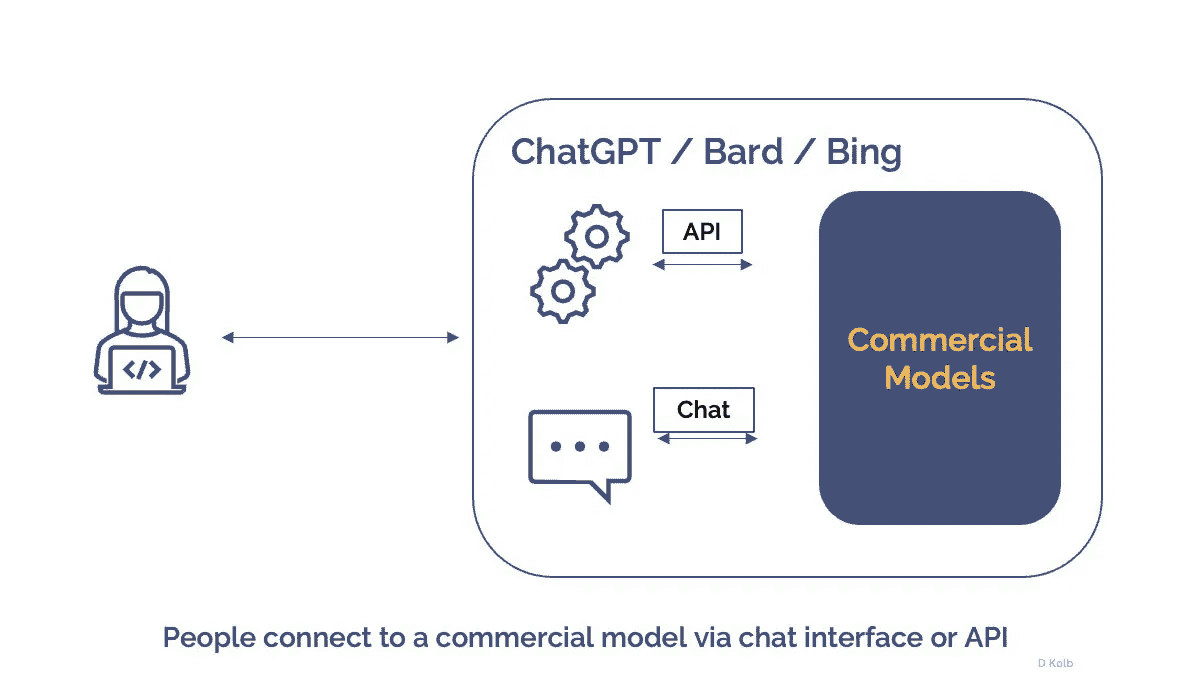 ChatGPT / Bard / Bing
API
</>
Commercial
Models
Chat
People connect to a commercial model via chat interface or API
D Kolb